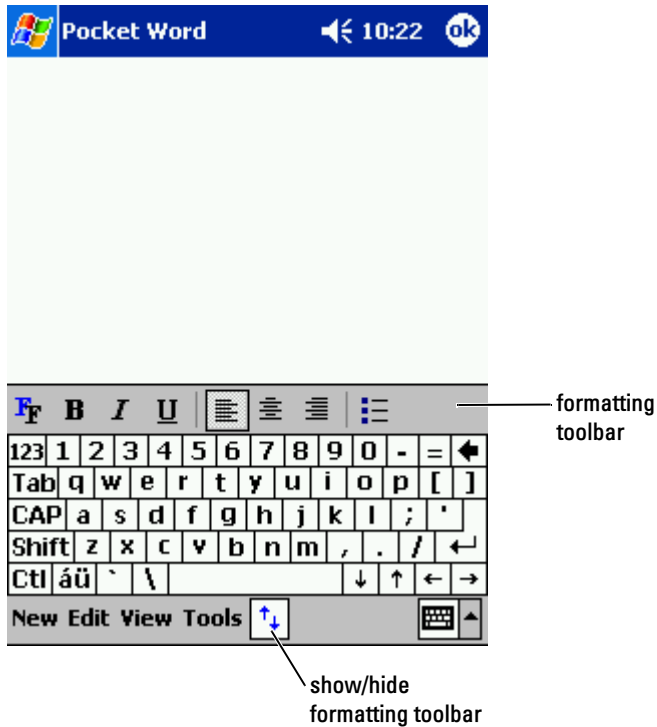 Pocket Word 10:22 ok
FF B I U
formatting
toolbar
123 1 2 3 4 5 6 7 8 9 0 - =
Tab q w e r t y u i o p [ ]
CAP a s d f g h j k l ; '
Shift z x c v b n m , . / ↵
Ctl áü ` \ ↓ ↑ ← →
New Edit View Tools
show/hide
formatting toolbar